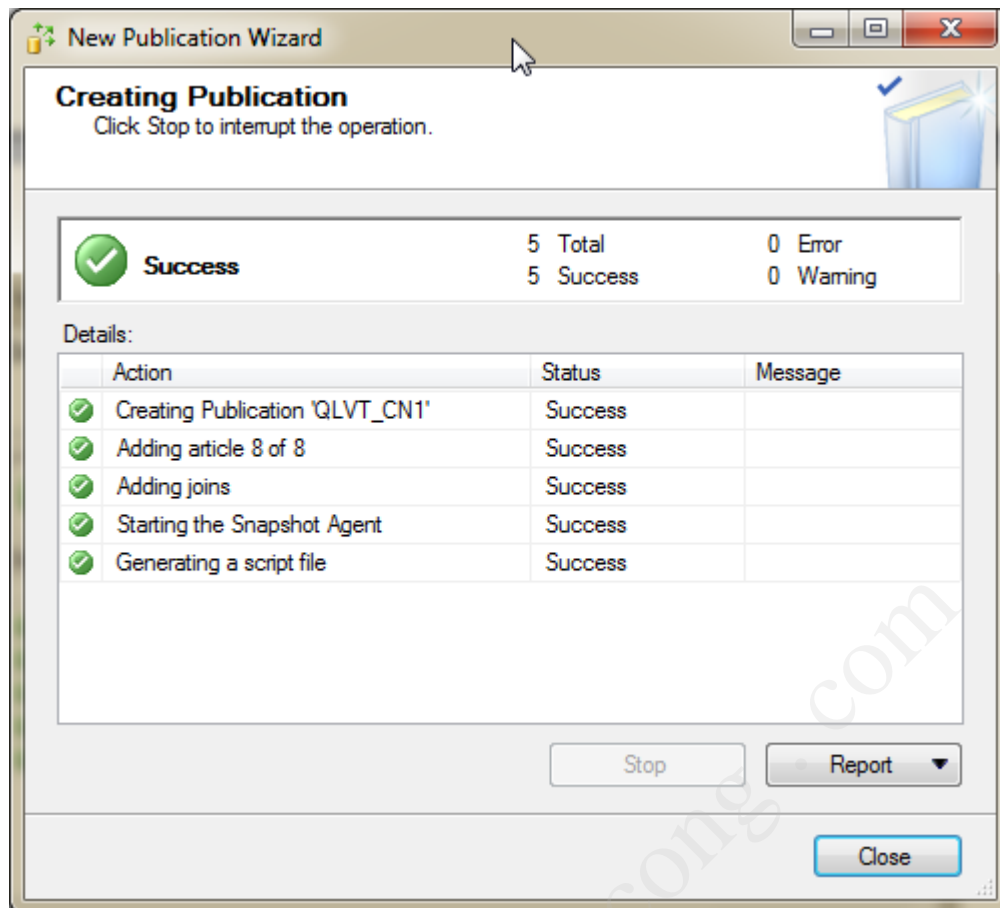 New Publication Wizard
Creating Publication
Click Stop to interrupt the operation.
Success 5 Total 0 Error
5 Success 0 Warning
Details:
Action Status Message
Creating Publication 'QLVT_CN1' Success
Adding article 8 of 8 Success
Adding joins Success
Starting the Snapshot Agent Success
Generating a script file Success
Stop Report
Close
cong com